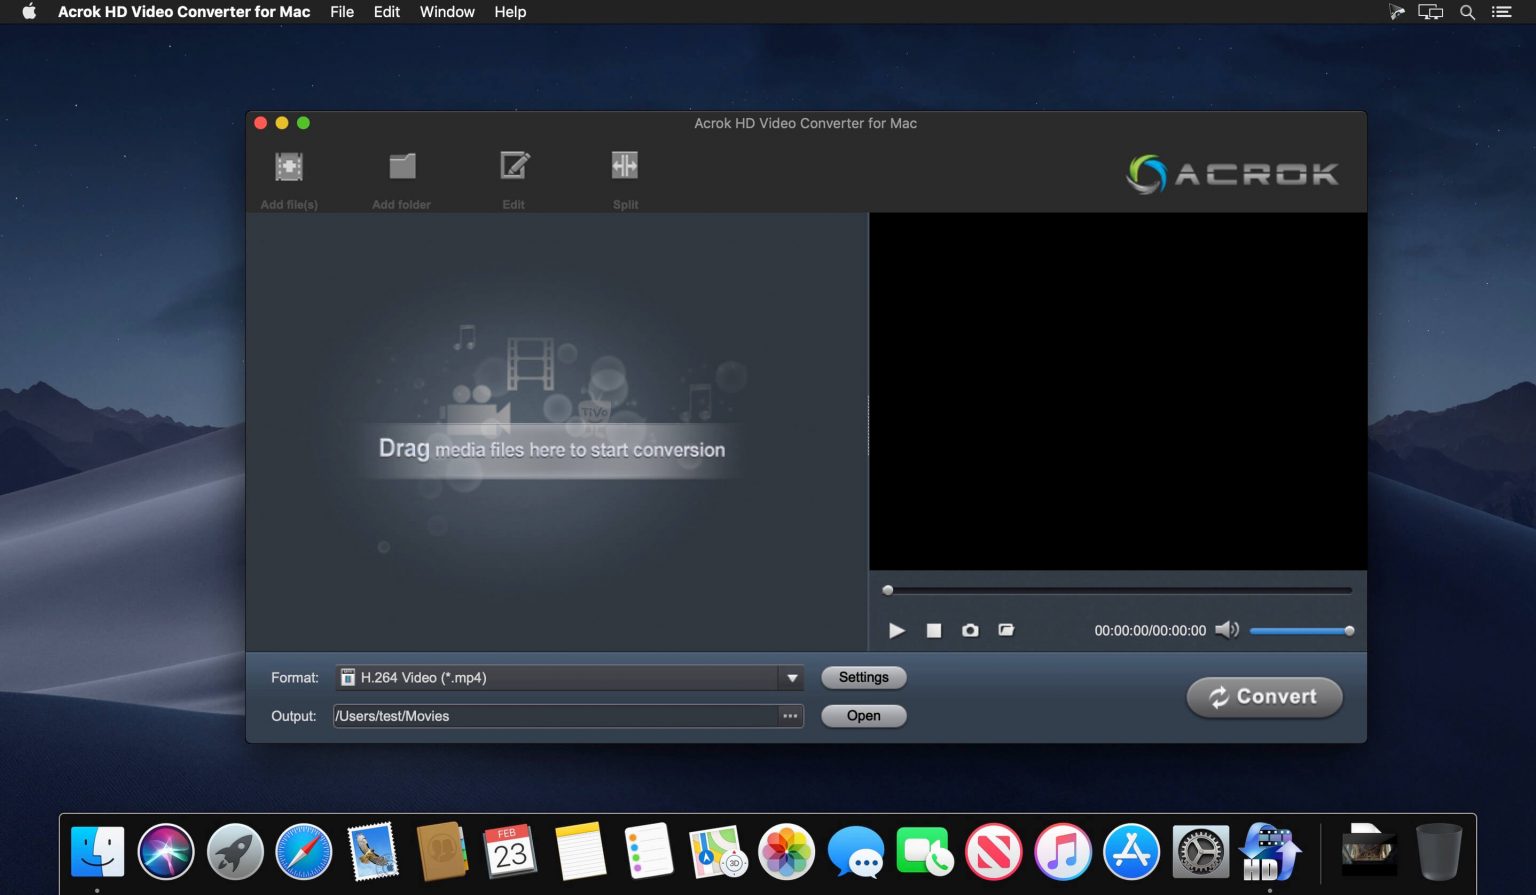 Acrok HD Video Converter for Mac File Edit Window Help
Acrok HD Video Converter for Mac
Add file(s) Add folder Edit Split
ACROK
TiVo
Drag media files here to start conversion
00:00:00/00:00:00
Format: H.264 Video (*.mp4) Settings
Convert
Output: /Users/test/Movies ... Open
FEB
23
3D
HD